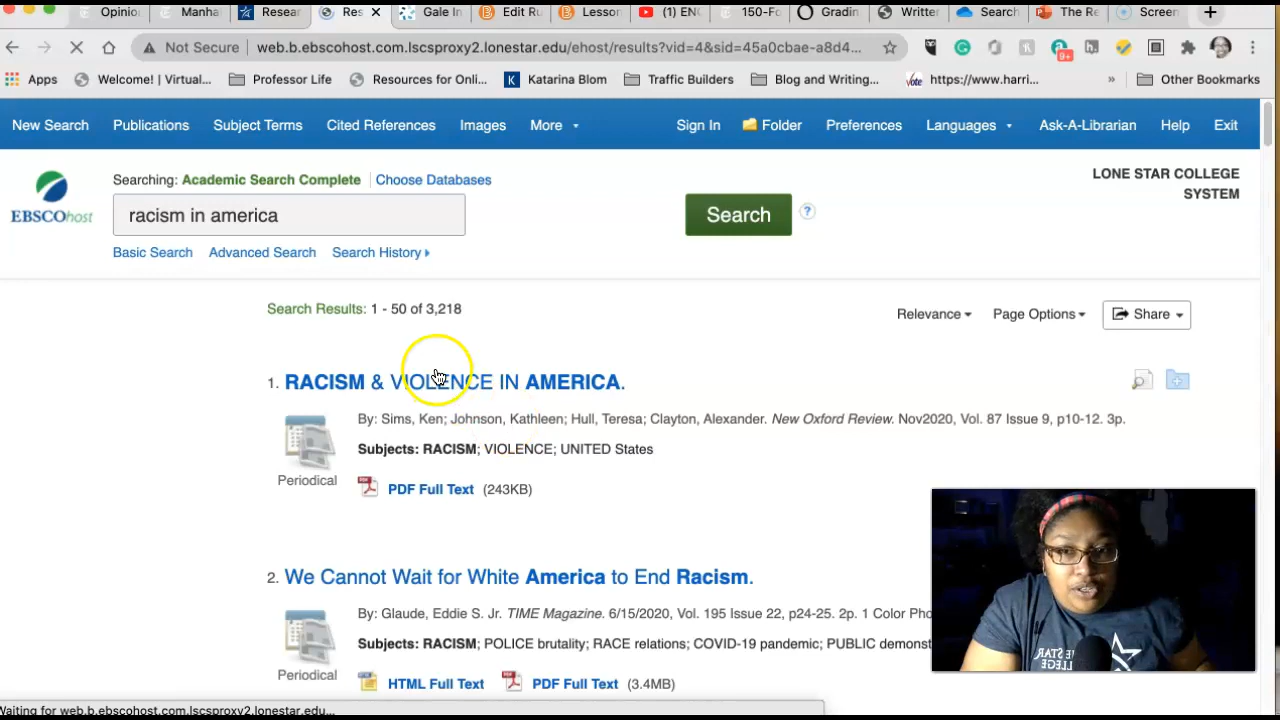 Opinio
Manha
Resear
Res
Gale In
Edit Ru
Lesson
(1) ENC
150-Fo
Gradin
Writter
Search
The Re
Screen
Not Secure
web.b.ebscohost.com.lscsproxy2.lonestar.edu/ehost/results?vid=4&sid=45a0cbae-a8d4...
9+
Apps
Welcome! | Virtual...
Professor Life
Resources for Onli...
K
Katarina Blom
Traffic Builders
Blog and Writing...
vote
https://www.harri...
»
Other Bookmarks
New Search
Publications
Subject Terms
Cited References
Images
More
Sign In
Folder
Preferences
Languages
Ask-A-Librarian
Help
Exit
EBSCOhost
Searching: Academic Search Complete
Choose Databases
racism in america
Search
?
Basic Search
Advanced Search
Search History
LONE STAR COLLEGE
SYSTEM
Search Results: 1 - 50 of 3,218
Relevance
Page Options
Share
1. RACISM & VIOLENCE IN AMERICA.
By: Sims, Ken; Johnson, Kathleen; Hull, Teresa; Clayton, Alexander. New Oxford Review. Nov2020, Vol. 87 Issue 9, p10-12. 3p.
Subjects: RACISM; VIOLENCE; UNITED States
Periodical
PDF Full Text (243KB)
2. We Cannot Wait for White America to End Racism.
By: Glaude, Eddie S. Jr. TIME Magazine. 6/15/2020, Vol. 195 Issue 22, p24-25. 2p. 1 Color Pho
Subjects: RACISM; POLICE brutality; RACE relations; COVID-19 pandemic; PUBLIC demonst
Periodical
HTML Full Text
PDF Full Text (3.4MB)
Waiting for web.b.ebscohost.com.lscsproxy2.lonestar.edu...